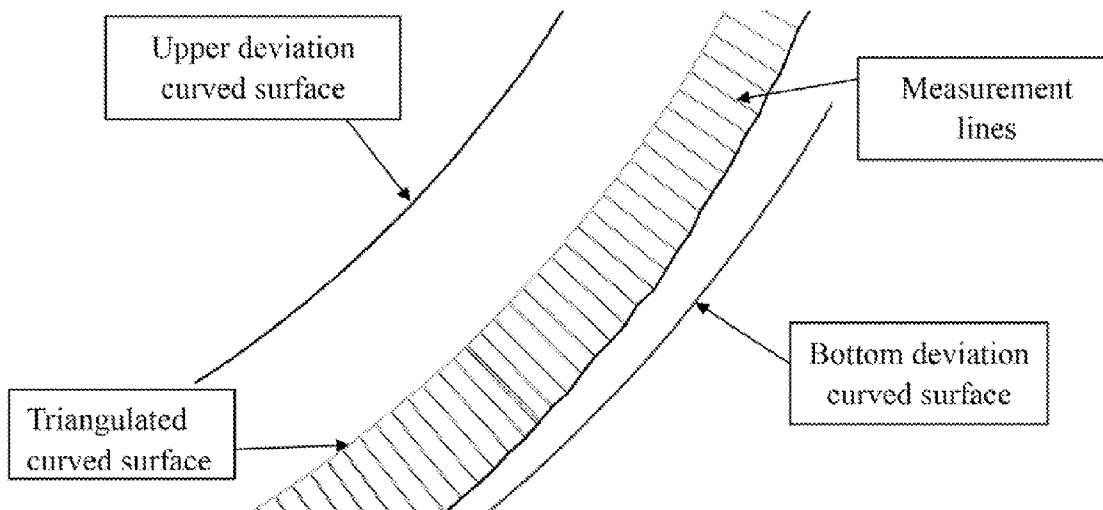 Upper deviation
curved surface
Measurement
lines
Bottom deviation
curved surface
Triangulated
curved surface